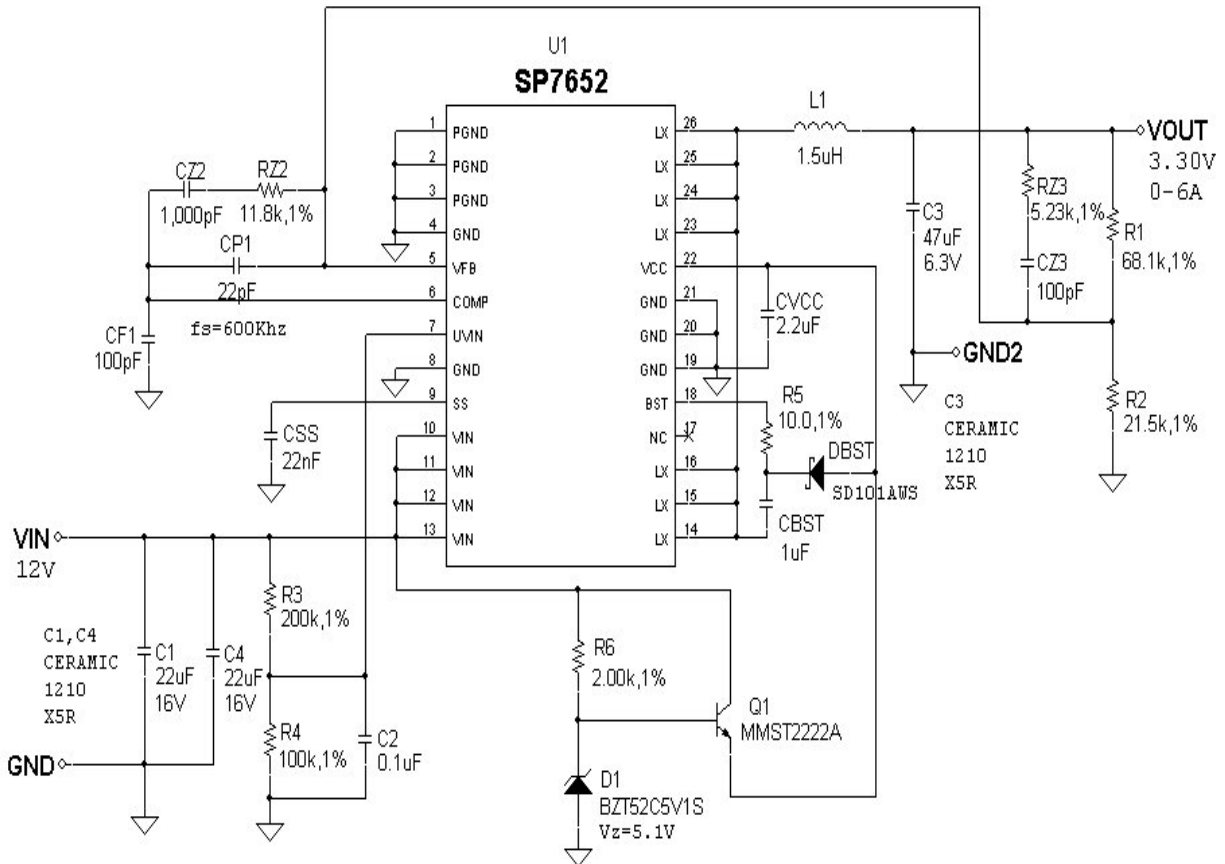 U1
SP7652
1 PGND
2 PGND
3 PGND
4 GND
5 VFB
6 COMP
7 UVIN
8 GND
9 SS
10 VIN
11 VIN
12 VIN
13 VIN
LX 26
LX 25
LX 24
LX 23
VCC 22
GND 21
GND 20
GND 19
BST 18
NC 17
LX 16
LX 15
LX 14
CZ2
1,000pF
RZ2
11.8k,1%
CP1
22pF
CF1
100pF
fs=600Khz
CSS
22nF
VIN
12V
GND
C1,C4
CERAMIC
1210
X5R
C1
22uF
16V
C4
22uF
16V
R3
200k,1%
R4
100k,1%
C2
0.1uF
R6
2.00k,1%
D1
BZT52C5V1S
Vz=5.1V
Q1
MMST2222A
L1
1.5uH
CVCC
2.2uF
R5
10.0,1%
DBST
SD101AWS
CBST
1uF
C3
47uF
6.3V
RZ3
5.23k,1%
CZ3
100pF
R1
68.1k,1%
R2
21.5k,1%
VOUT
3.30V
0-6A
GND2
C3
CERAMIC
1210
X5R